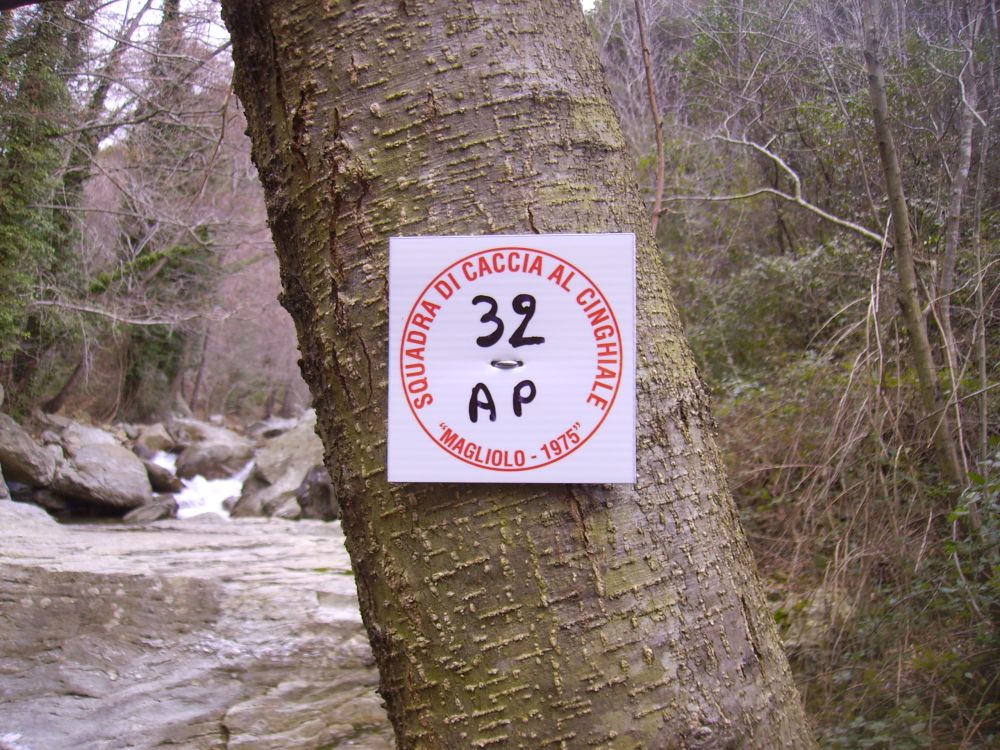 SQUADRA DI CACCIA AL CINGHIALE
32
AP
"MAGLIOLO - 1975"